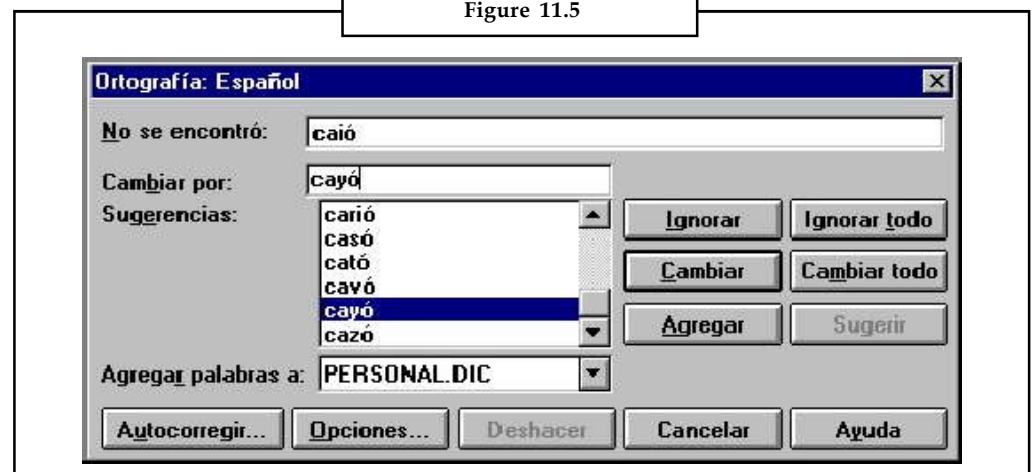 Figure 11.5
Ortografía: Español
No se encontró: caió
Cambiar por: cayó
Sugerencias: carió
casó
cató
cavó
cayó
cazó
Ignorar Ignorar todo
Cambiar Cambiar todo
Agregar Sugerir
Agregar palabras a: PERSONAL.DIC
Autocorregir... Opciones... Deshacer Cancelar Ayuda